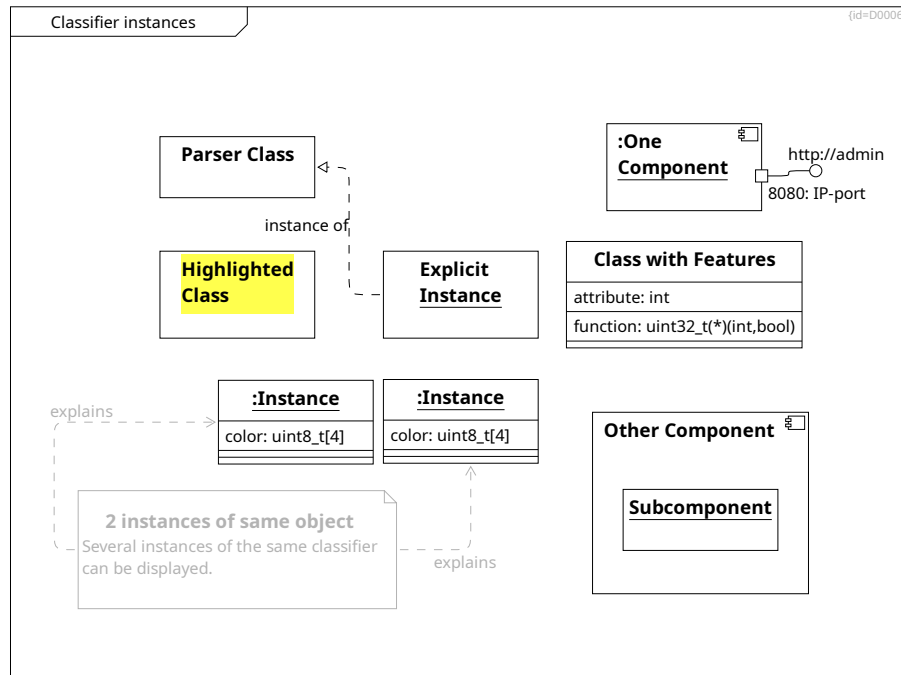 Classifier instances
{id=D0006
Parser Class
:One
Component
http://admin
8080: IP-port
instance of
Highlighted
Class
Explicit
Instance
Class with Features
attribute: int
function: uint32_t(*)(int,bool)
:Instance
color: uint8_t[4]
:Instance
color: uint8_t[4]
explains
Other Component
Subcomponent
2 instances of same object
Several instances of the same classifier
can be displayed.
explains